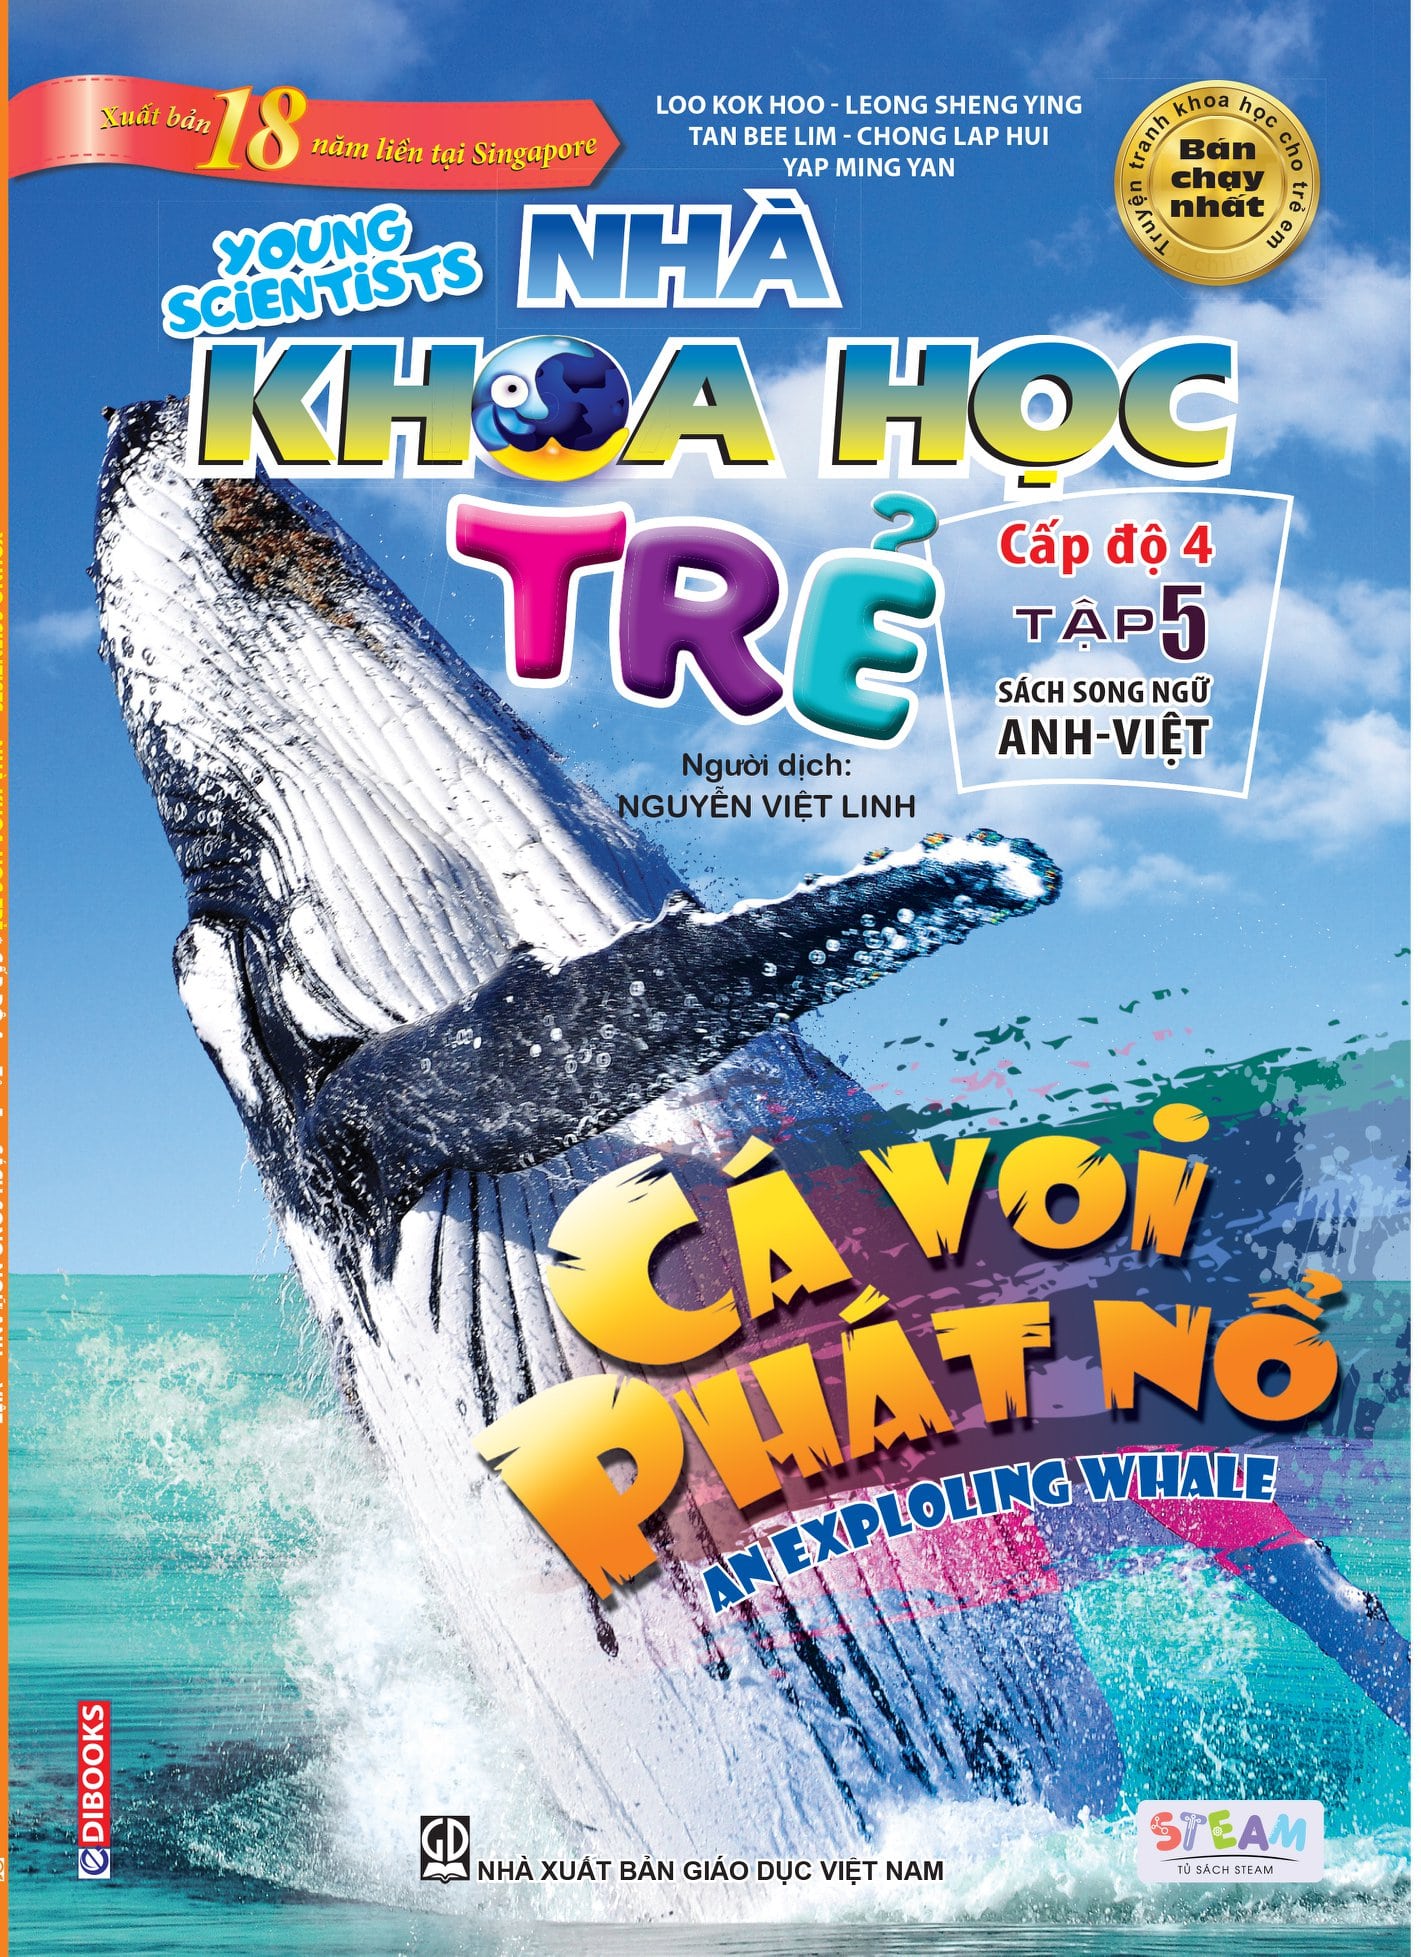 Xuất bản 18 năm liền tại Singapore
LOO KOK HOO - LEONG SHENG YING
TAN BEE LIM - CHONG LAP HUI
YAP MING YAN
Truyện tranh khoa học cho trẻ em
Bán
chạy
nhất
YOUNG
SCIENTISTS
NHÀ
KHOA HỌC
TRẺ
Cấp độ 4
TẬP 5
SÁCH SONG NGỮ
ANH-VIỆT
Người dịch:
NGUYỄN VIỆT LINH
CÁ VOI
PHÁT NỔ
AN EXPLOLING WHALE
DIBOOKS
GD
NHÀ XUẤT BẢN GIÁO DỤC VIỆT NAM
STEAM
TỦ SÁCH STEAM